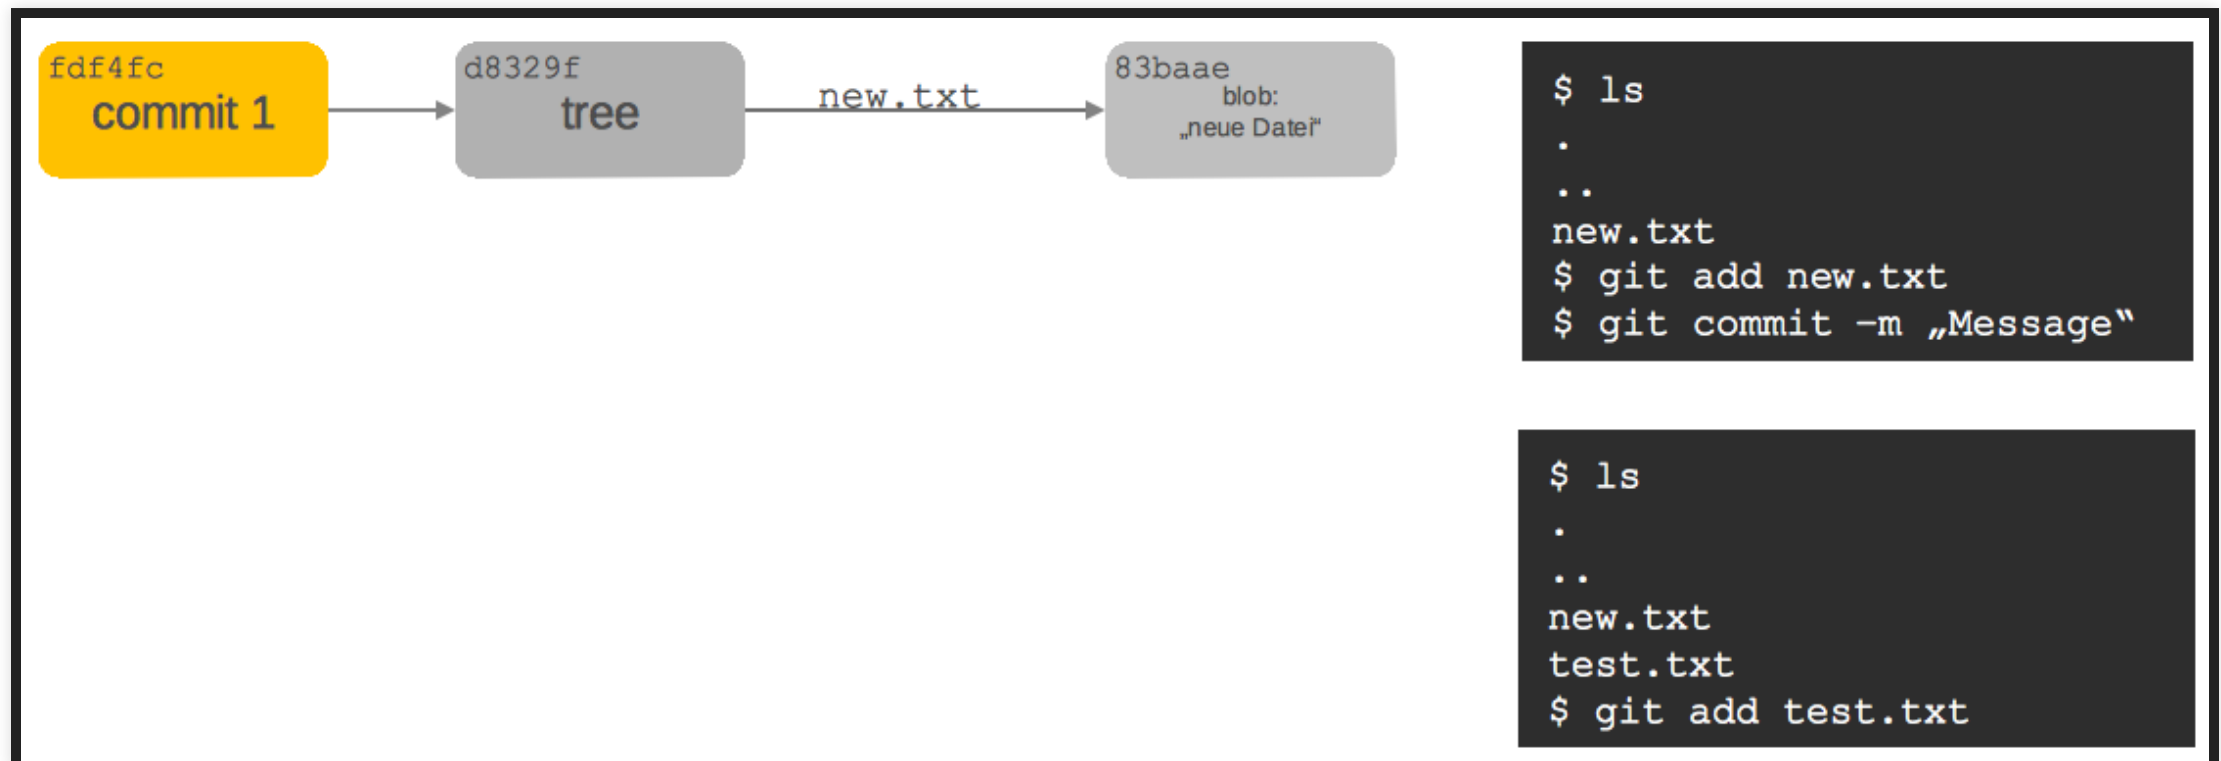 fdf4fc
commit 1
d8329f
tree
new.txt
83baae
blob:
„neue Datei“
$ ls
.
..
new.txt
$ git add new.txt
$ git commit –m „Message‟
$ ls
.
..
new.txt
test.txt
$ git add test.txt